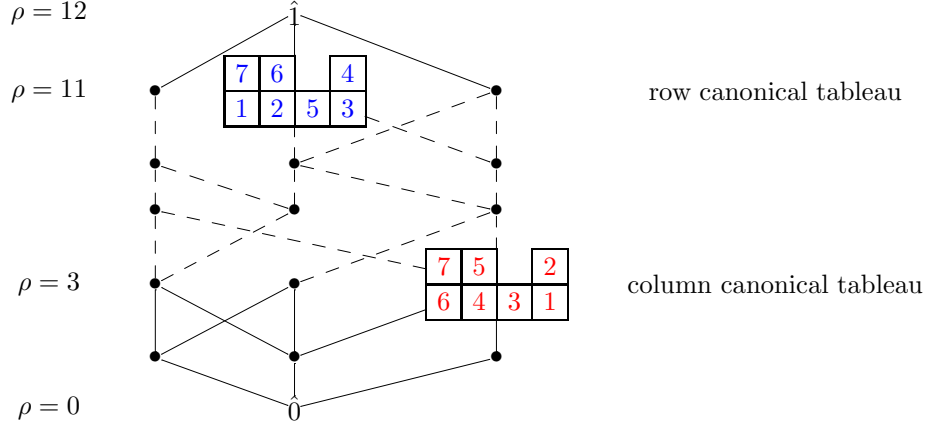 ρ = 12
1̂
7 6 4
ρ = 11
row canonical tableau
1 2 5 3
7 5 2
ρ = 3
column canonical tableau
6 4 3 1
ρ = 0
0̂